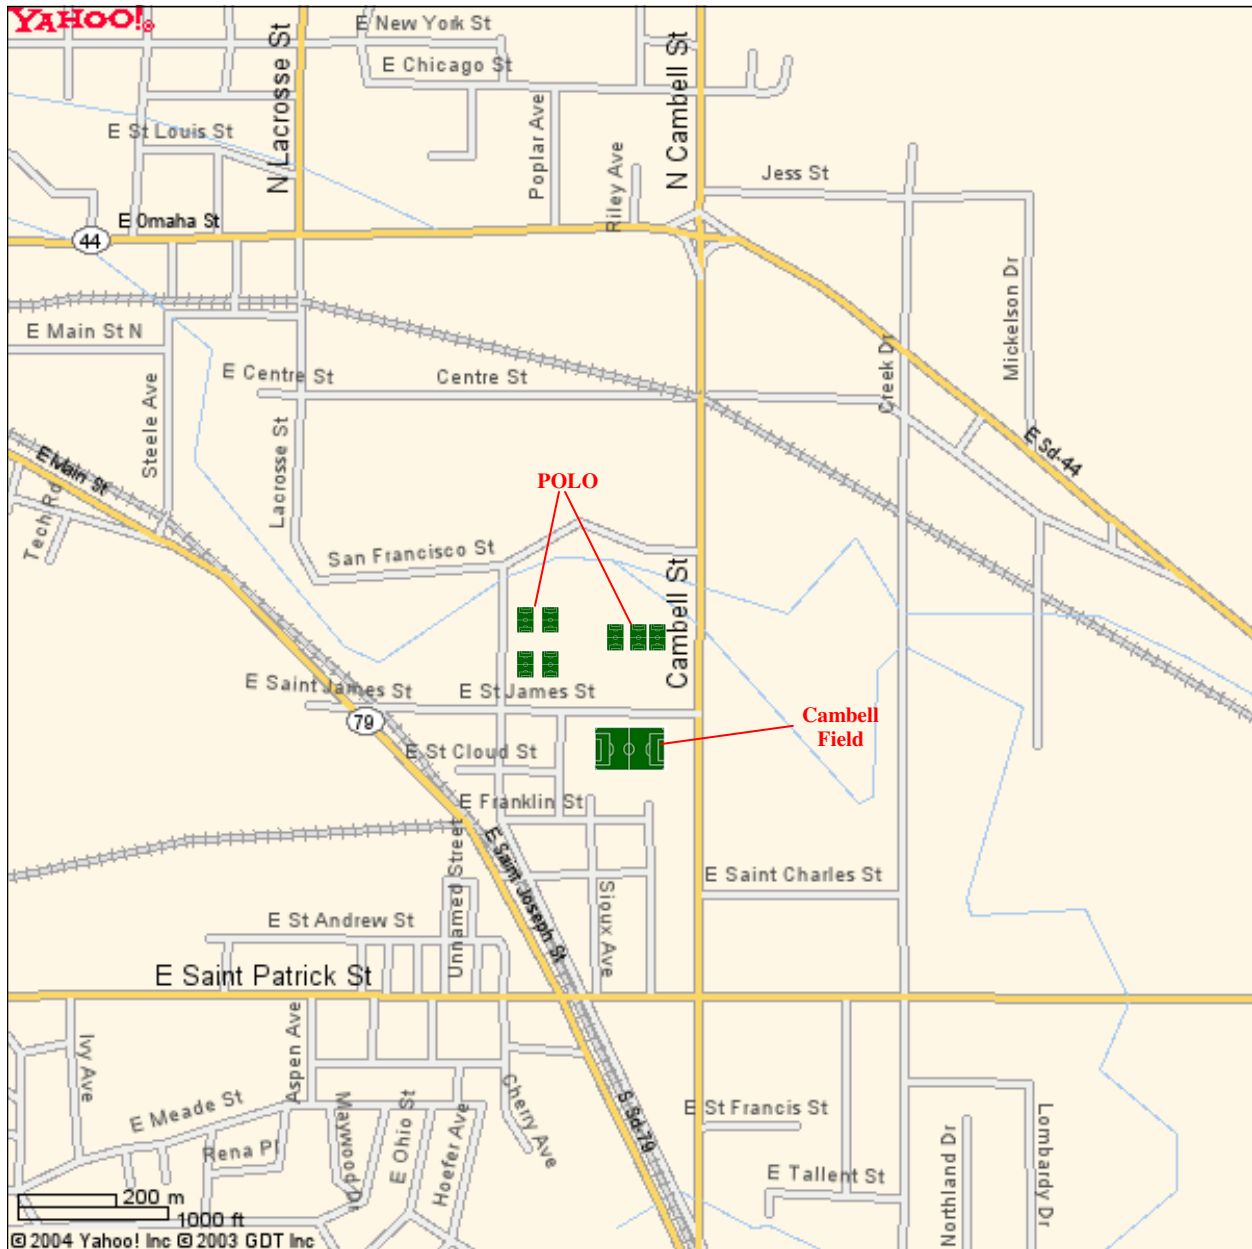 YAHOO!®
E New York St
E Chicago St
N Lacrosse St
N Cambell St
E St Louis St
Poplar Ave
Riley Ave
Jess St
E Omaha St
44
Mickelson Dr
E Main St N
E Centre St
Centre St
Creek Dr
Steele Ave
Lacrosse St
E Main St
E Sd-44
Tech Rd
POLO
San Francisco St
Cambell St
E Saint James St
E St James St
79
Cambell
Field
E St Cloud St
E Franklin St
Unnamed Street
E Saint Joseph St
Sioux Ave
E Saint Charles St
E St Andrew St
E Saint Patrick St
Ivy Ave
Aspen Ave
Cherry Ave
S Sd-79
E Meade St
Maywood Dr
E Ohio St
Hoefer Ave
E St Francis St
Rena Pl
E Tallent St
Northland Dr
Lombardy Dr
200 m
1000 ft
© 2004 Yahoo! Inc © 2003 GDT Inc